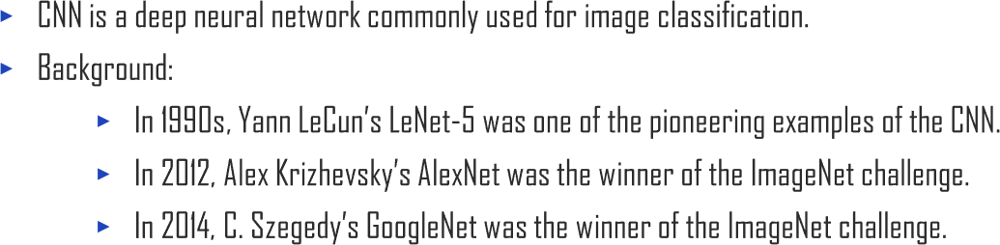 ► CNN is a deep neural network commonly used for image classification.
► Background:
► In 1990s, Yann LeCun's LeNet-5 was one of the pioneering examples of the CNN.
► In 2012, Alex Krizhevsky's AlexNet was the winner of the ImageNet challenge.
► In 2014, C. Szegedy's GoogleNet was the winner of the ImageNet challenge.